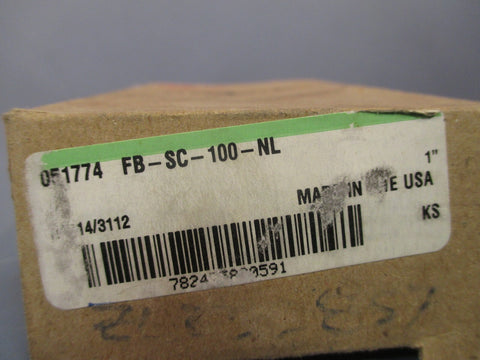 051774 FB-SC-100-NL 1"
14/3112 MADE IN THE USA
KS